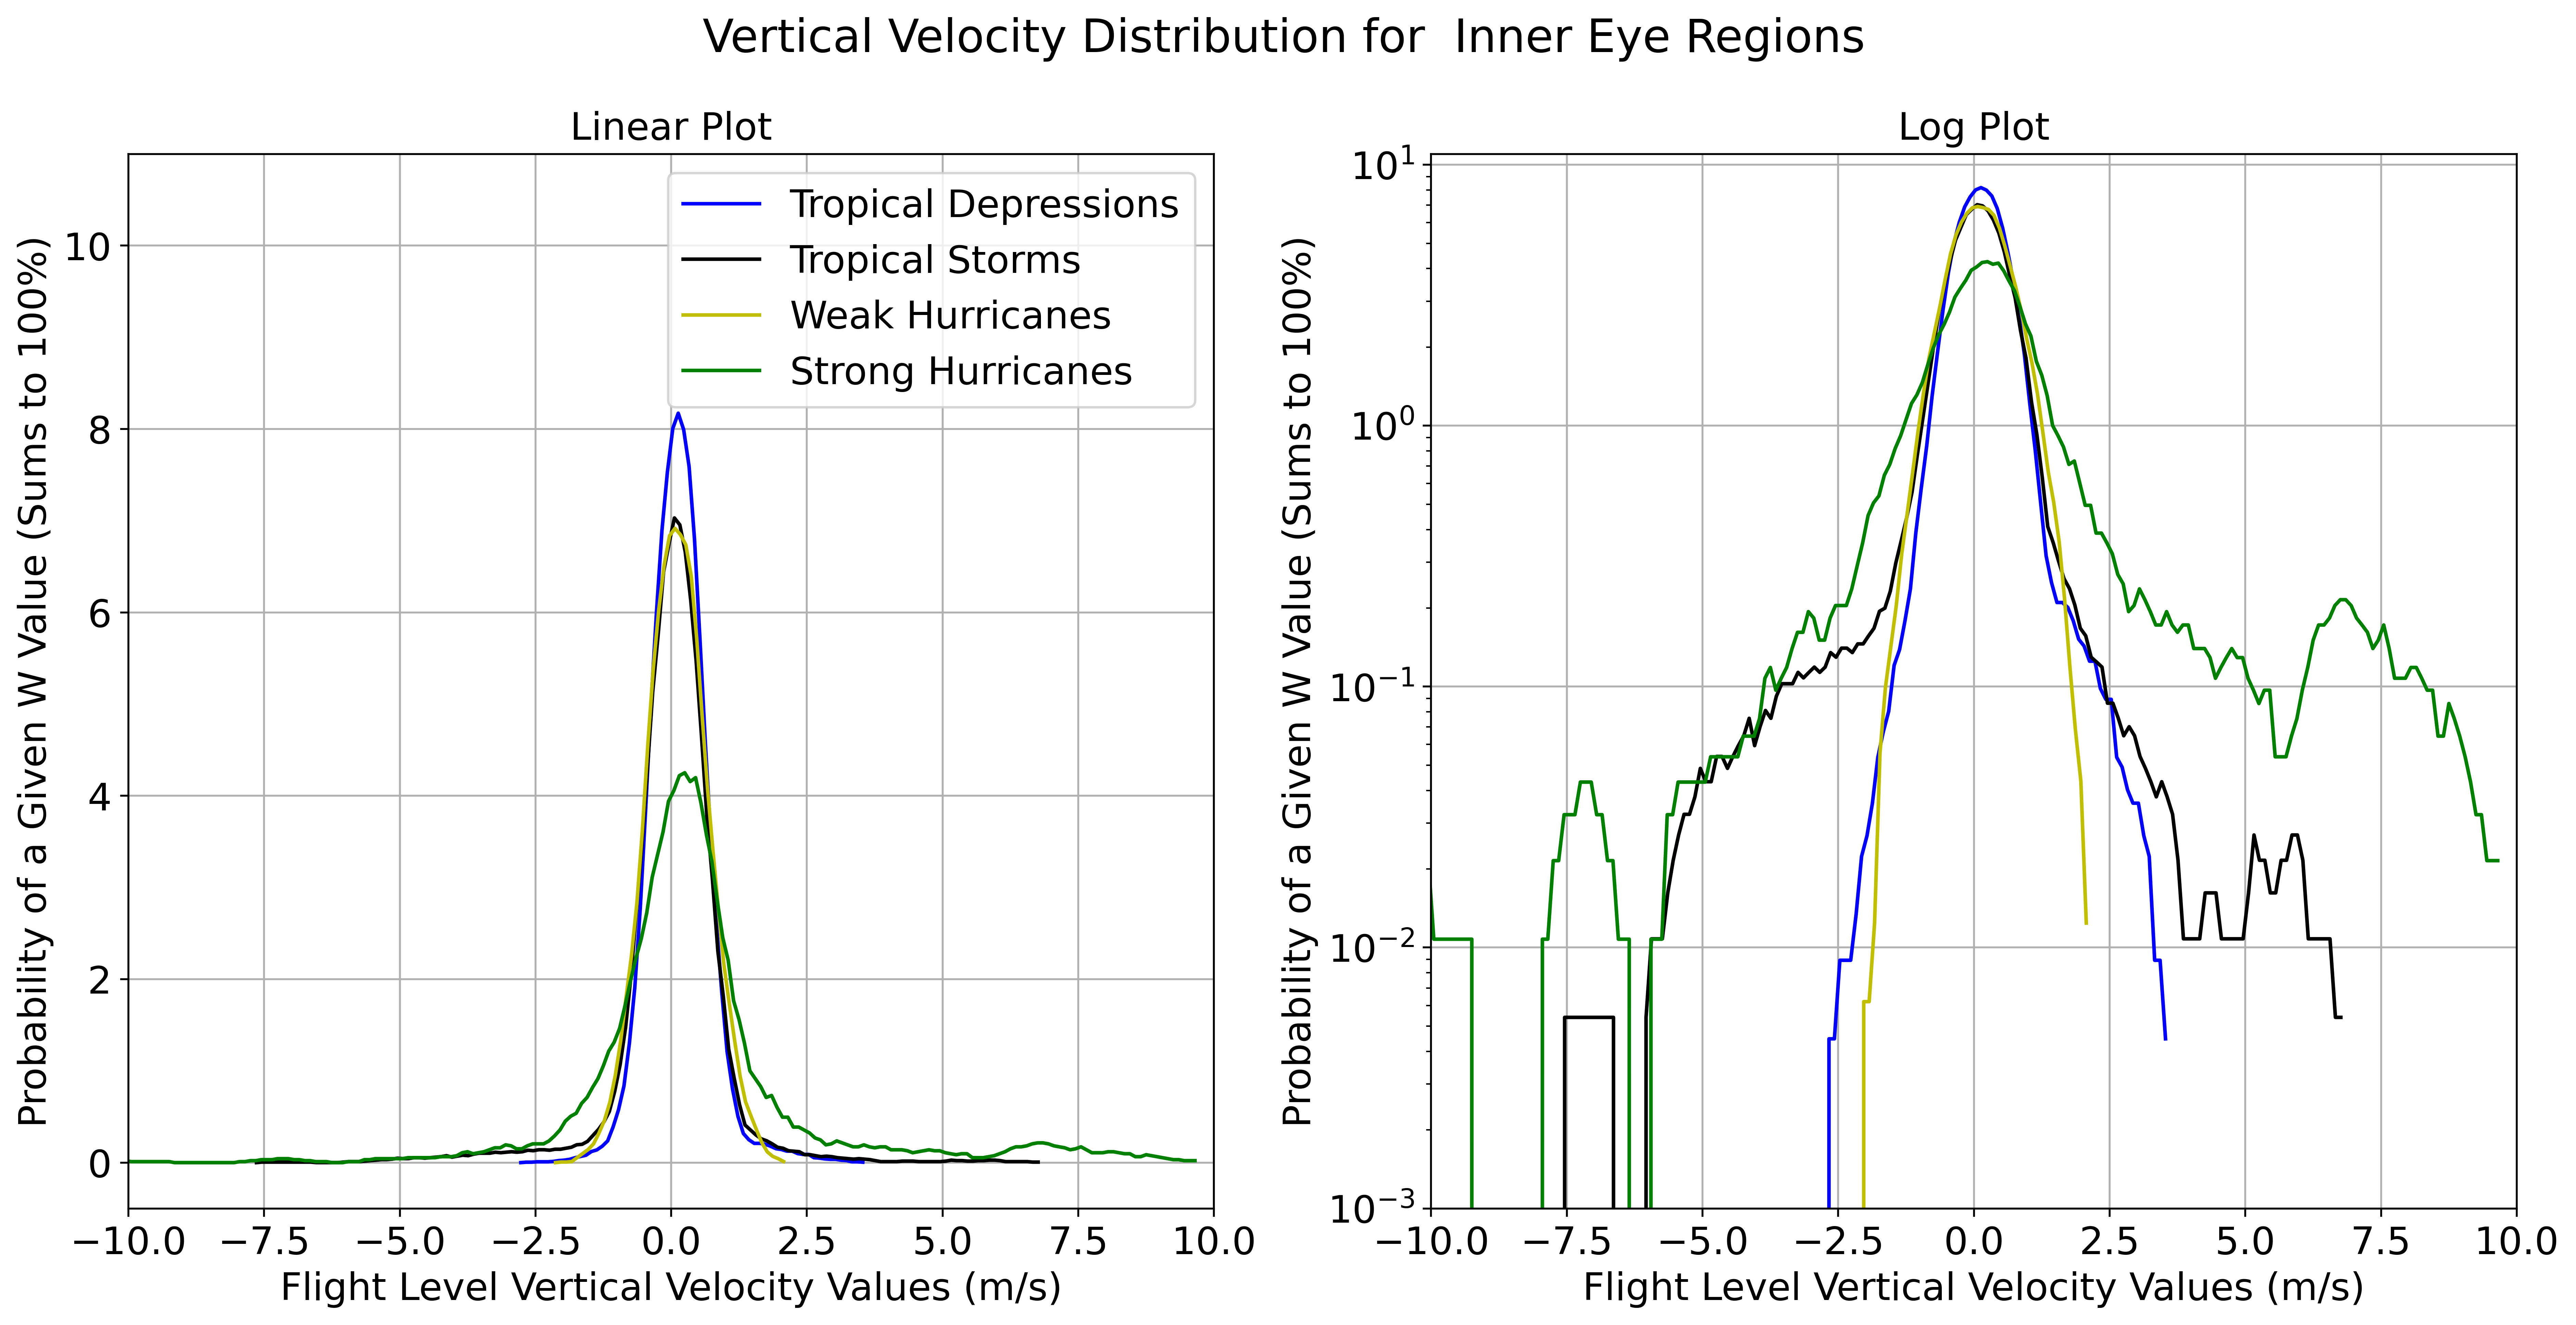 Vertical Velocity Distribution for  Inner Eye Regions
Linear Plot
Probability of a Given W Value (Sums to 100%)
10
8
6
4
2
0
Tropical Depressions
Tropical Storms
Weak Hurricanes
Strong Hurricanes
−10.0 −7.5 −5.0 −2.5 0.0 2.5 5.0 7.5 10.0
Flight Level Vertical Velocity Values (m/s)
Log Plot
Probability of a Given W Value (Sums to 100%)
10¹
10⁰
10⁻¹
10⁻²
10⁻³
−10.0 −7.5 −5.0 −2.5 0.0 2.5 5.0 7.5 10.0
Flight Level Vertical Velocity Values (m/s)